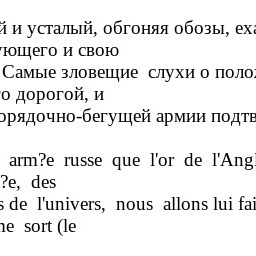 й и усталый, обгоняя обозы, еха
ующего и свою
Самые зловещие слухи о поло
о дорогой, и
орядочно-бегущей армии подтв
arm?e russe que l'or de l'Angl
?e, des
s de l'univers, nous allons lui fai
ne sort (le